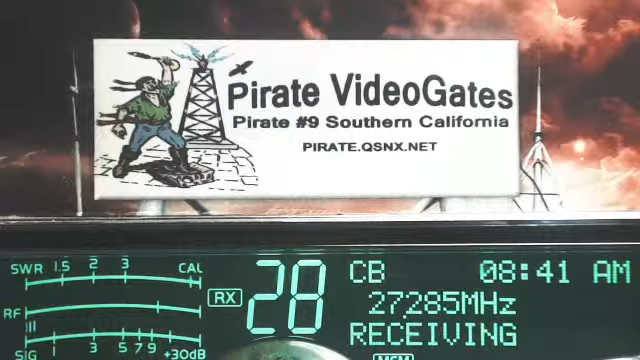 Pirate VideoGates
Pirate #9 Southern California
PIRATE.QSNX.NET
SWR 1.5 2 3 CAL
RF
SIG 1 3 5 7 9 +30dB
RX
28
CB 08:41 AM
27285MHz
RECEIVING
MEM